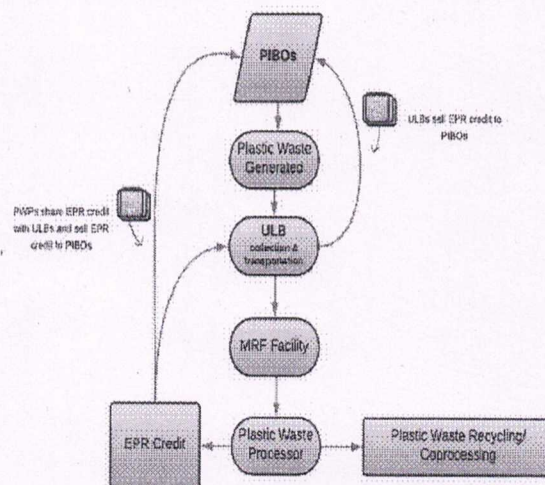 PIBOs
ULBs sell EPR credit to
PIBOs
Plastic Waste
Generated
PWPs share EPR credit
with ULBs and sell EPR
credit to PIBOs
ULB
collection &
transportation
MRF Facility
EPR Credit
Plastic Waste
Processor
Plastic Waste Recycling/
Coprocessing